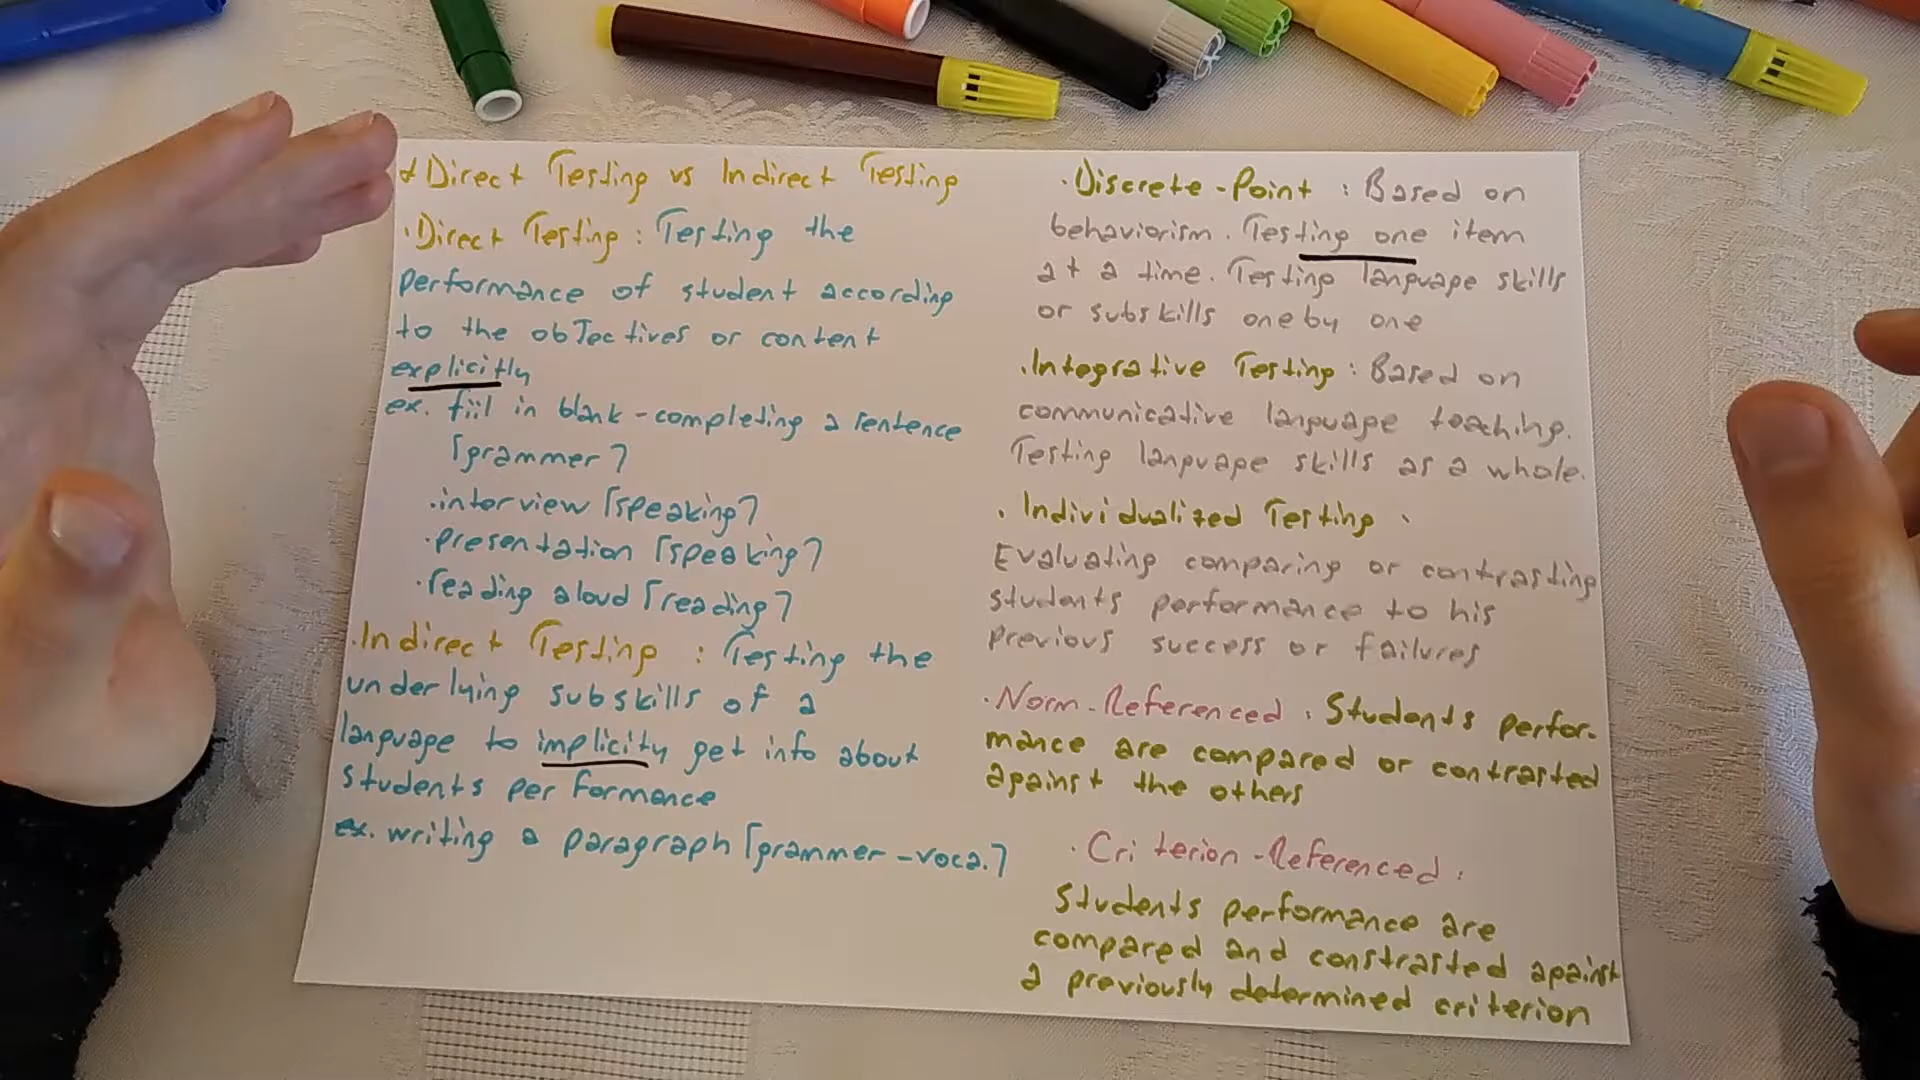 * Direct Testing vs Indirect Testing
· Direct Testing : Testing the
performance of student according
to the objectives or content
explicitly
ex. fiil in blank - completing a sentence
[grammer]
· interview [speaking]
· presentation [speaking]
· reading aloud [reading]
· Indirect Testing : Testing the
underlying subskills of a
language to implicity get info about
students performance
ex. writing a paragraph [grammer - voca.]
· Discrete - Point : Based on
behaviorism. Testing one item
at a time. Testing language skills
or subskills one by one
· Integrative Testing : Based on
communicative language teaching.
Testing language skills as a whole.
· Individualized Testing :
Evaluating comparing or contrasting
students performance to his
previous success or failures
· Norm - Referenced : Students perfor-
mance are compared or contrasted
against the others
· Criterion - Referenced :
Students performance are
compared and constrasted against
a previously determined criterion